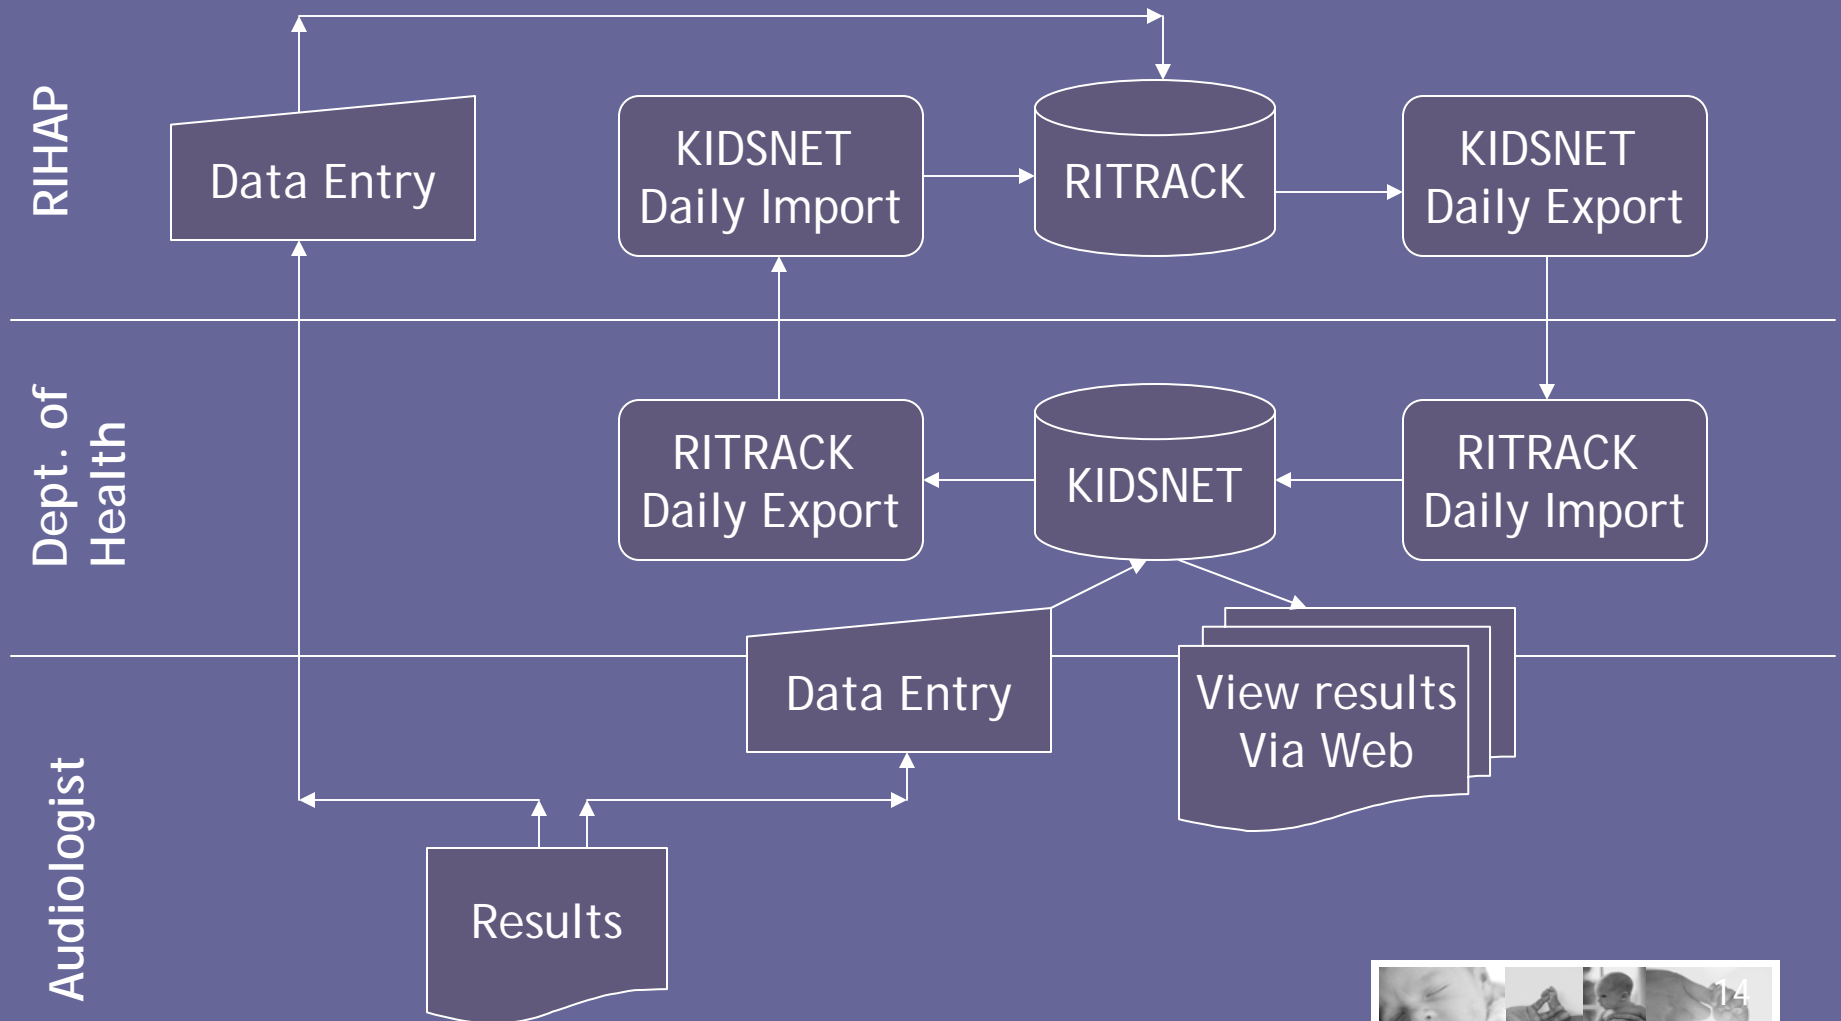 RIHAP
Data Entry
KIDSNET
Daily Import
RITRACK
KIDSNET
Daily Export
Dept. of
Health
RITRACK
Daily Export
KIDSNET
RITRACK
Daily Import
Audiologist
Data Entry
View results
Via Web
Results
14